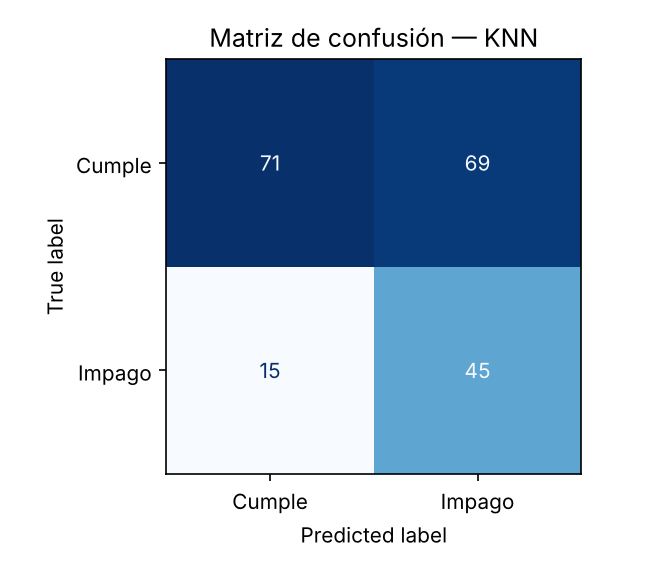 Matriz de confusión — KNN
Cumple
71
69
True label
Impago
15
45
Cumple
Impago
Predicted label